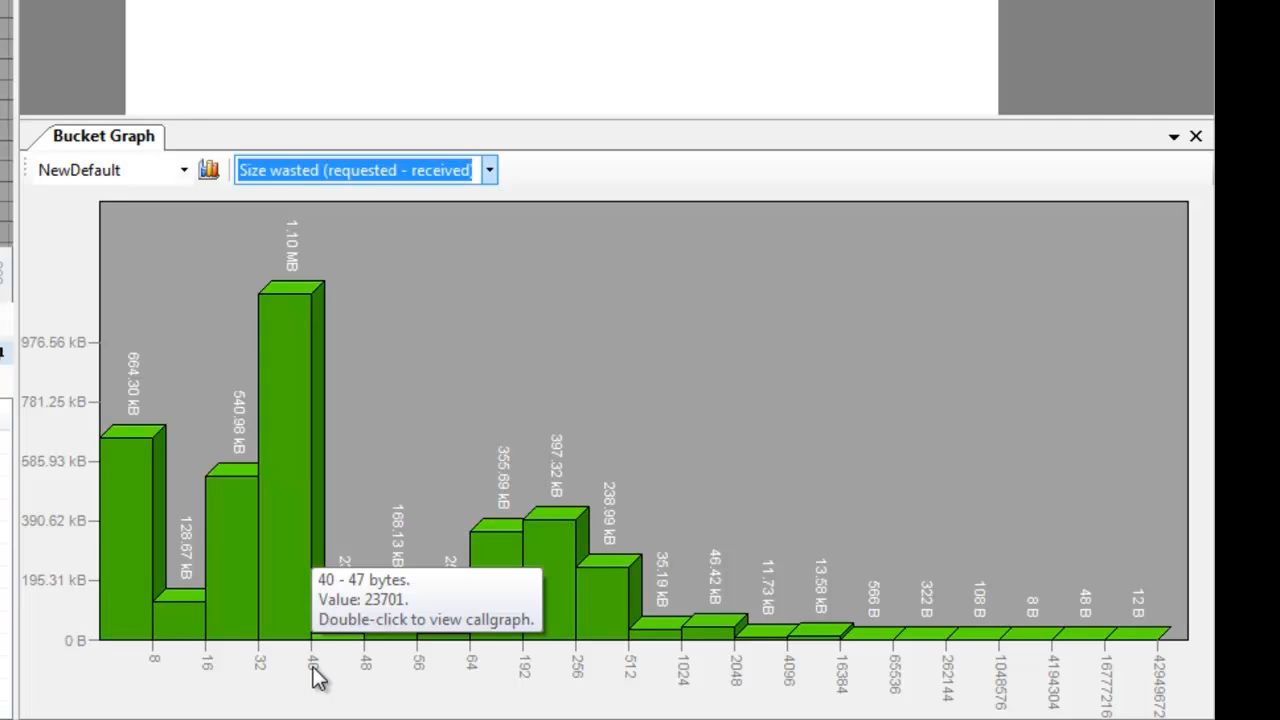 Bucket Graph
NewDefault
Size wasted (requested - received)
1.10 MB
664.30 kB
540.98 kB
128.67 kB
168.13 kB
355.69 kB
397.32 kB
238.99 kB
35.19 kB
46.42 kB
11.73 kB
13.58 kB
566 B
322 B
108 B
8 B
48 B
12 B
976.56 kB
781.25 kB
585.93 kB
390.62 kB
195.31 kB
0 B
40 - 47 bytes.
Value: 23701.
Double-click to view callgraph.
8
16
32
48
56
64
192
256
512
1024
2048
4096
16384
65536
262144
1048576
4194304
16777216
42949672